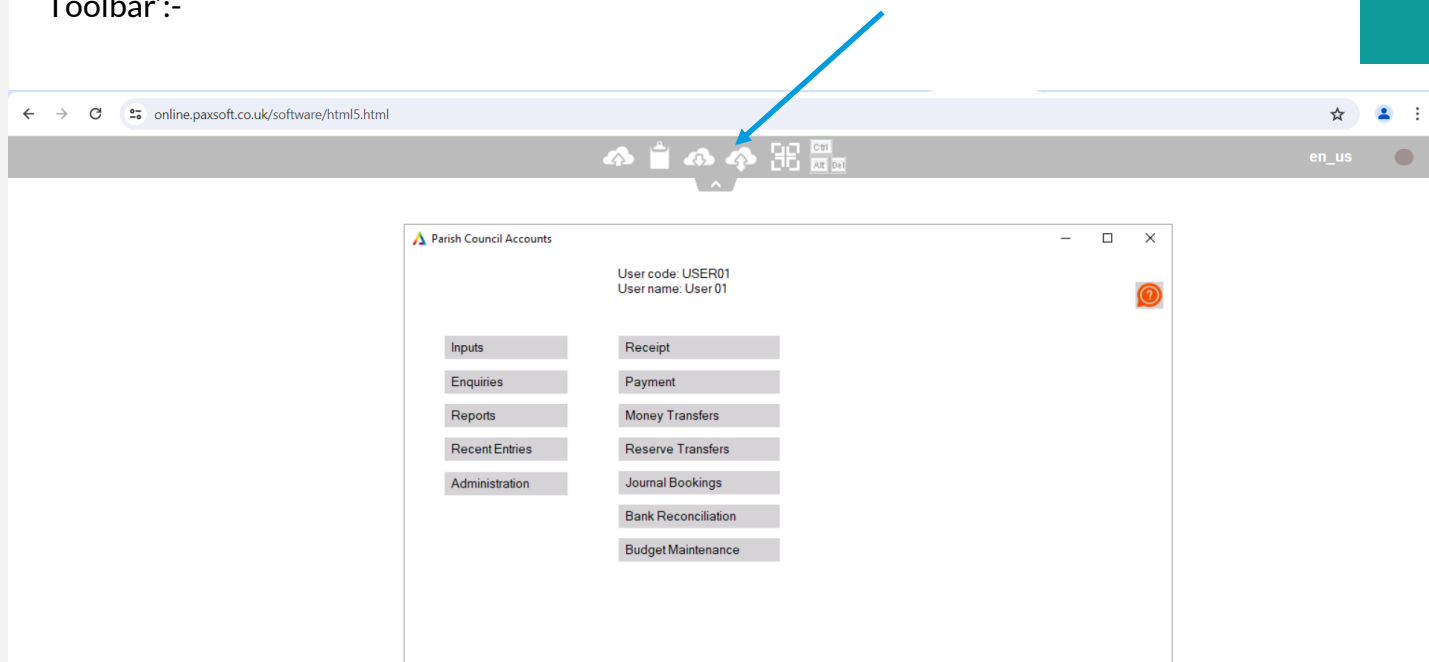 Toolbar':-
online.paxsoft.co.uk/software/html5.html
Ctrl
Alt Del
en_us
Parish Council Accounts
User code: USER01
User name: User 01
Inputs
Receipt
Enquiries
Payment
Reports
Money Transfers
Recent Entries
Reserve Transfers
Administration
Journal Bookings
Bank Reconciliation
Budget Maintenance